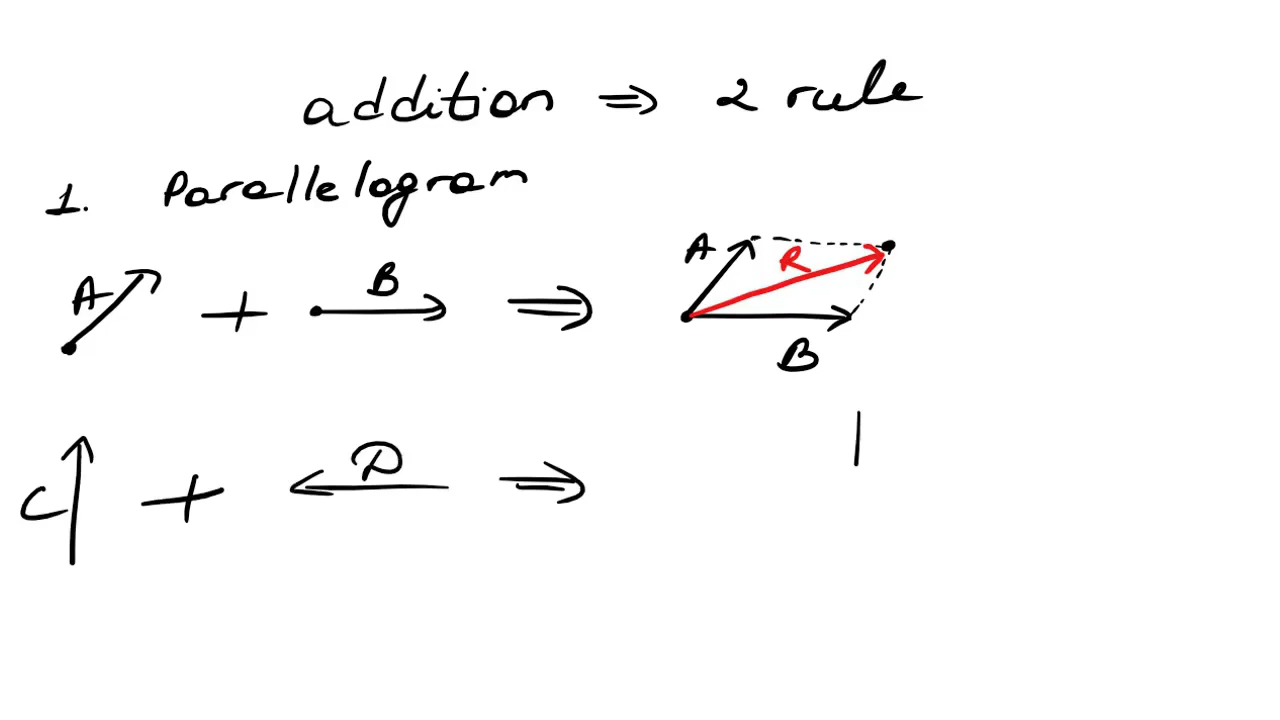 addition ⇒ 2 rule
1. Parallelogram
A + B ⇒ A R B
C + D ⇒